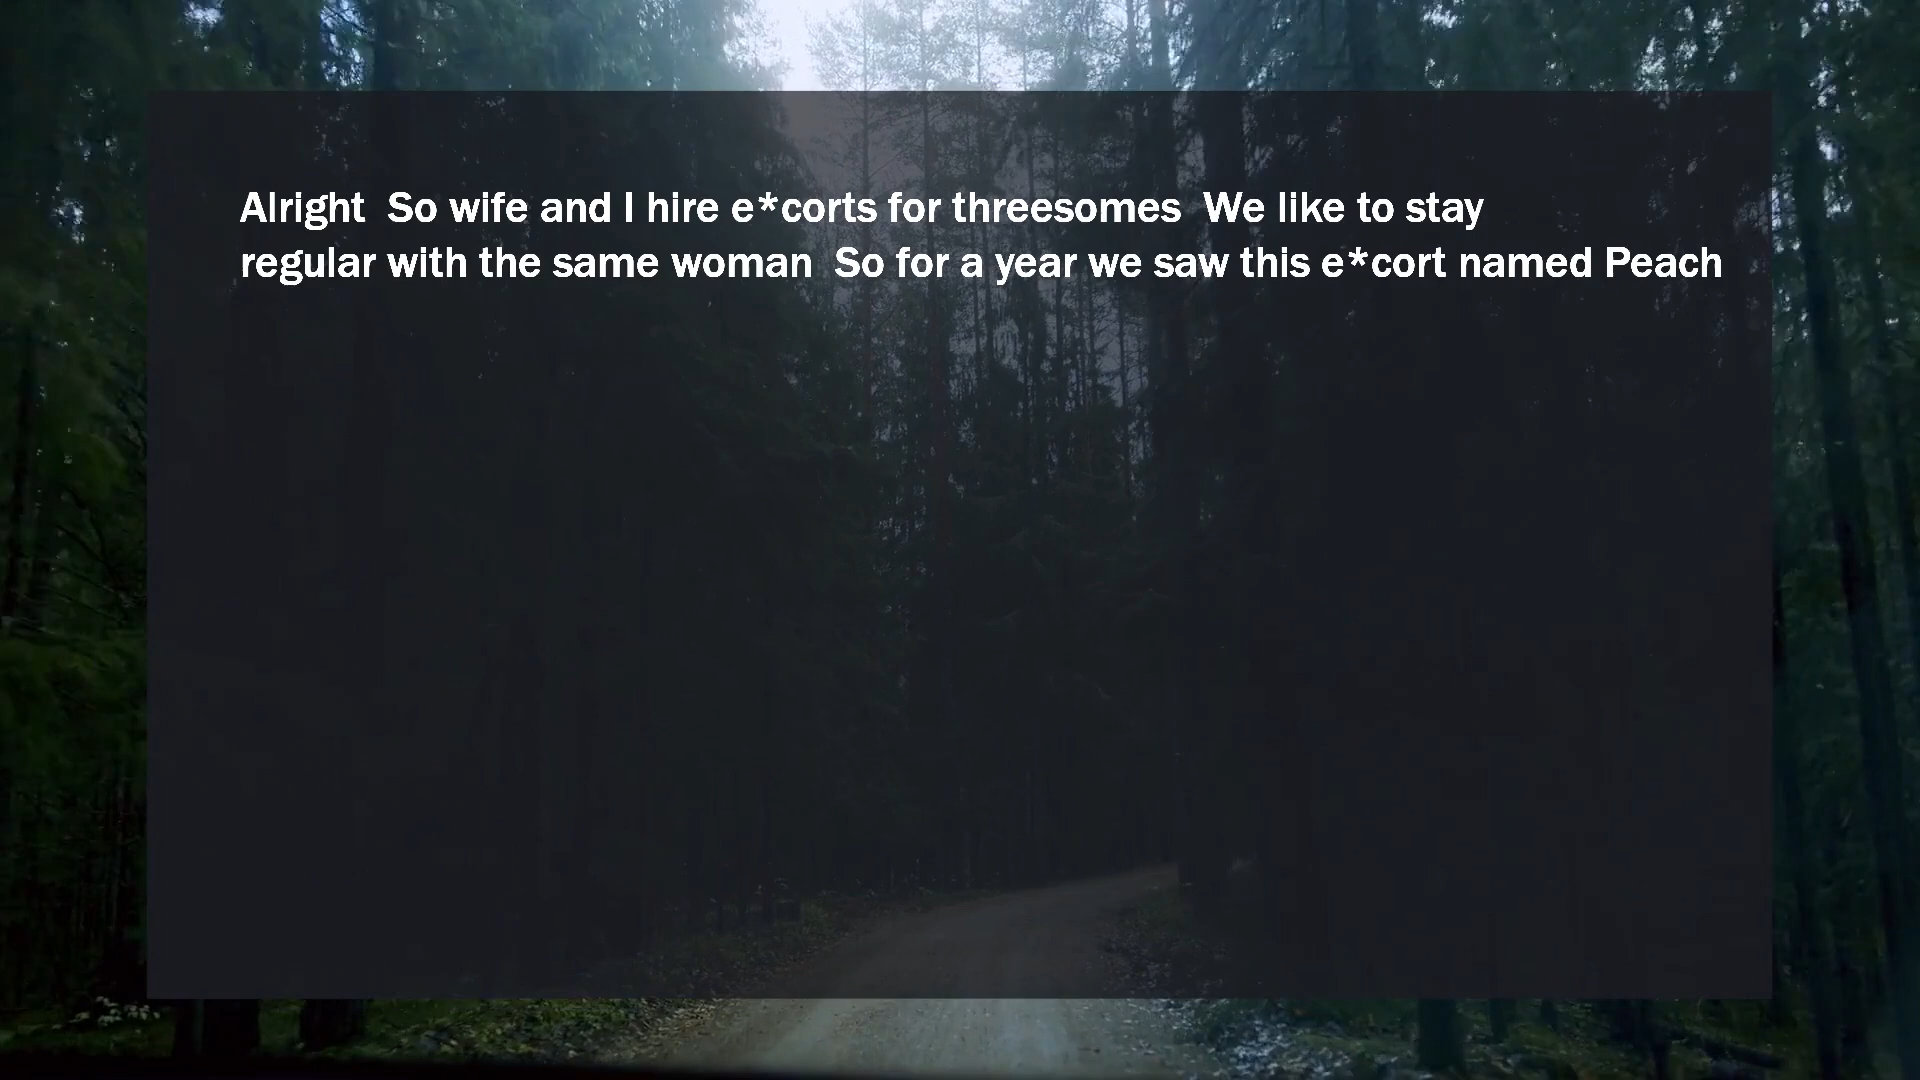 Alright  So wife and I hire e*corts for threesomes  We like to stay
regular with the same woman  So for a year we saw this e*cort named Peach